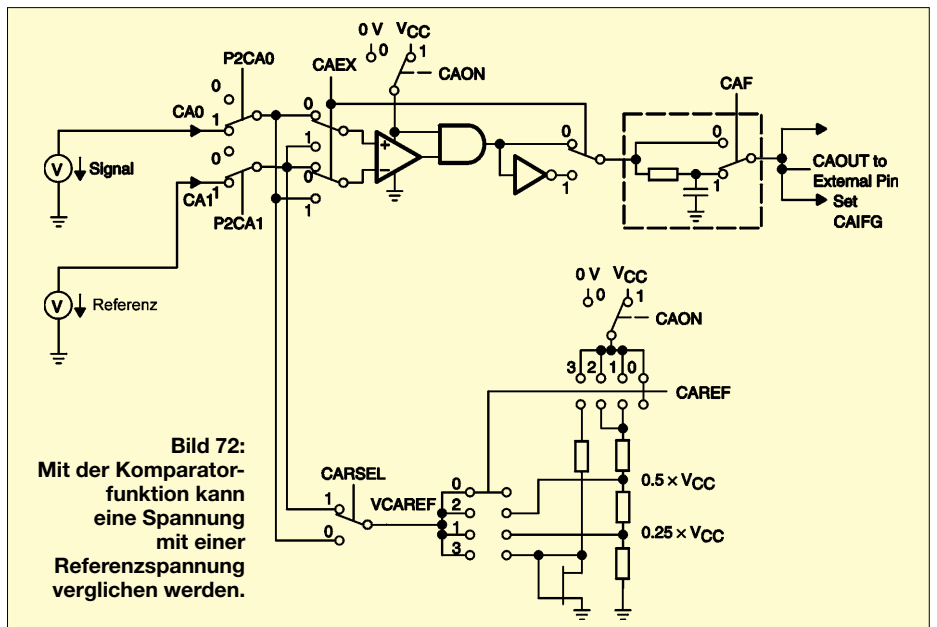 0 V VCC
0 1
P2CA0
CAEX
CAON
CAF
0
CA0
1
0
1
+
−
0
1
0
1
V Signal
0
CA1 1
P2CA1
0
1
CAOUT to
External Pin
Set
CAIFG
V Referenz
0 V VCC
0 1
CAON
3 2 1 0
CAREF
Bild 72:
Mit der Komparator-
funktion kann
eine Spannung
mit einer
Referenzspannung
verglichen werden.
CARSEL
1
0
VCAREF
0
2
1
3
0.5 × VCC
0.25 × VCC